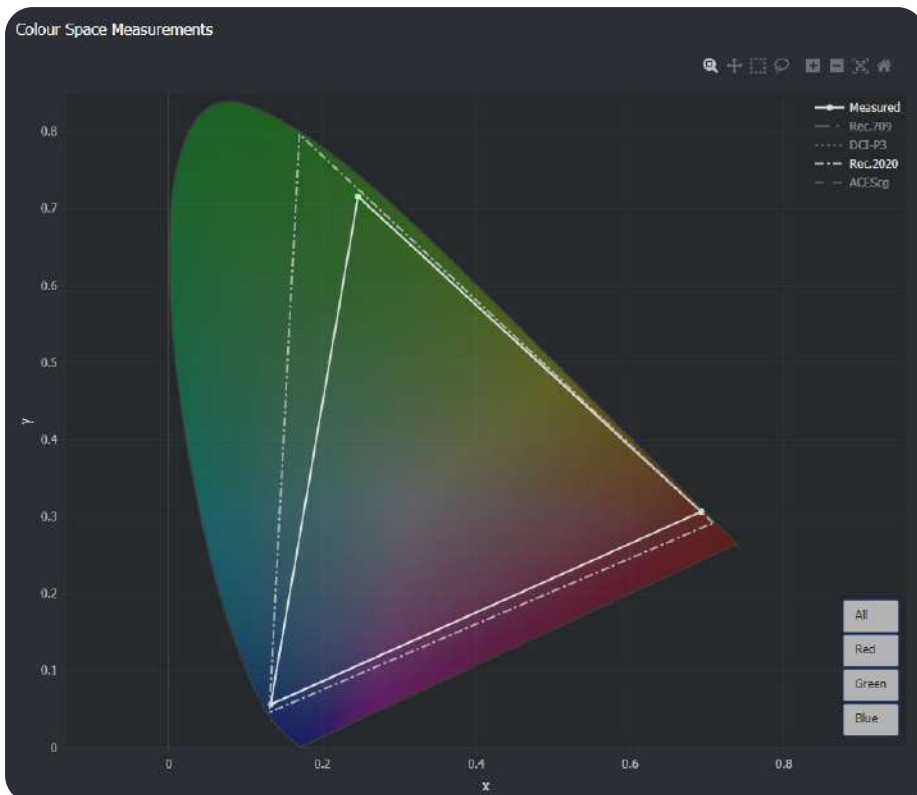 Colour Space Measurements
Measured
Rec.709
DCI-P3
Rec.2020
ACEScg
0.8
0.7
0.6
0.5
0.4
0.3
0.2
0.1
0
y
0
0.2
0.4
0.6
0.8
x
All
Red
Green
Blue